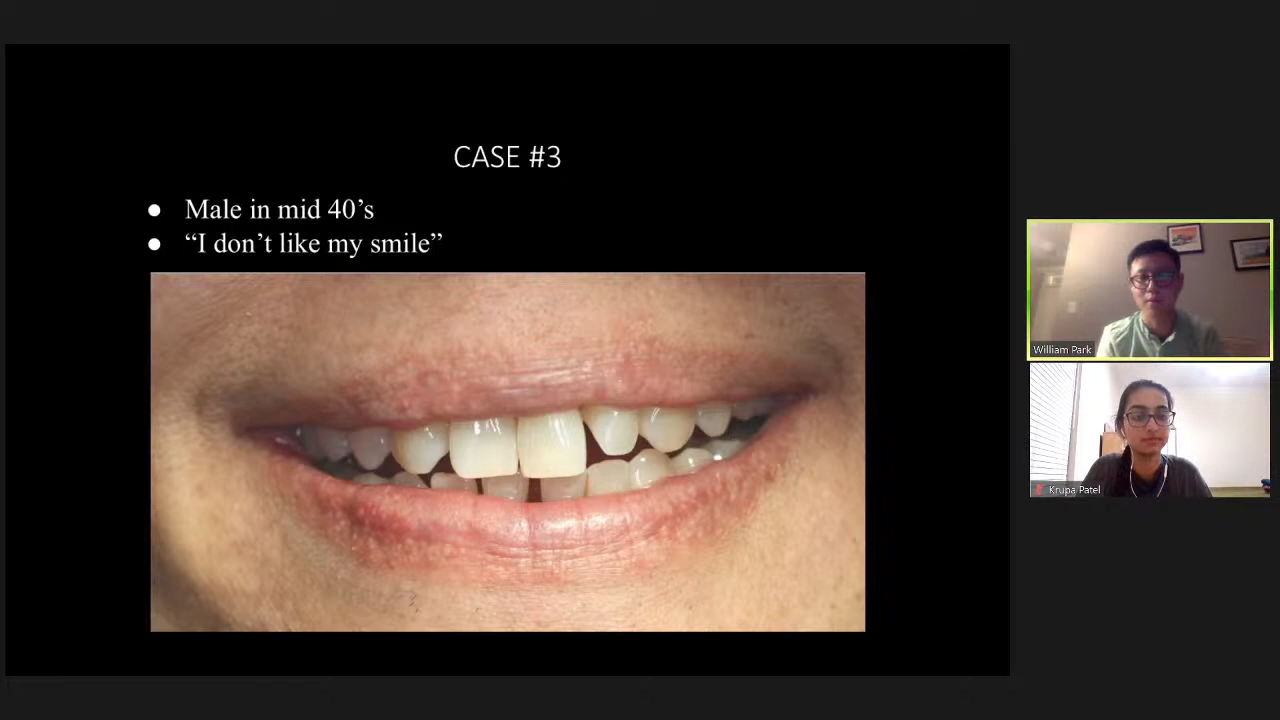 CASE #3
● Male in mid 40’s
● “I don’t like my smile”
William Park
Krupa Patel